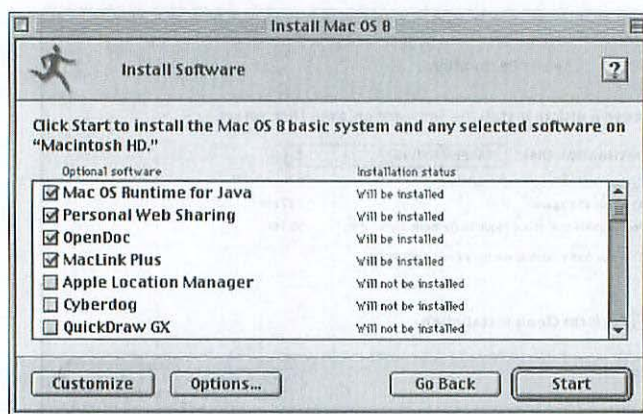 Install Mac OS 8
Install Software
?
Click Start to install the Mac OS 8 basic system and any selected software on
“Macintosh HD.”
Optional software Installation status
Mac OS Runtime for Java Will be installed
Personal Web Sharing Will be installed
OpenDoc Will be installed
MacLink Plus Will be installed
Apple Location Manager Will not be installed
Cyberdog Will not be installed
QuickDraw GX Will not be installed
Customize Options... Go Back Start